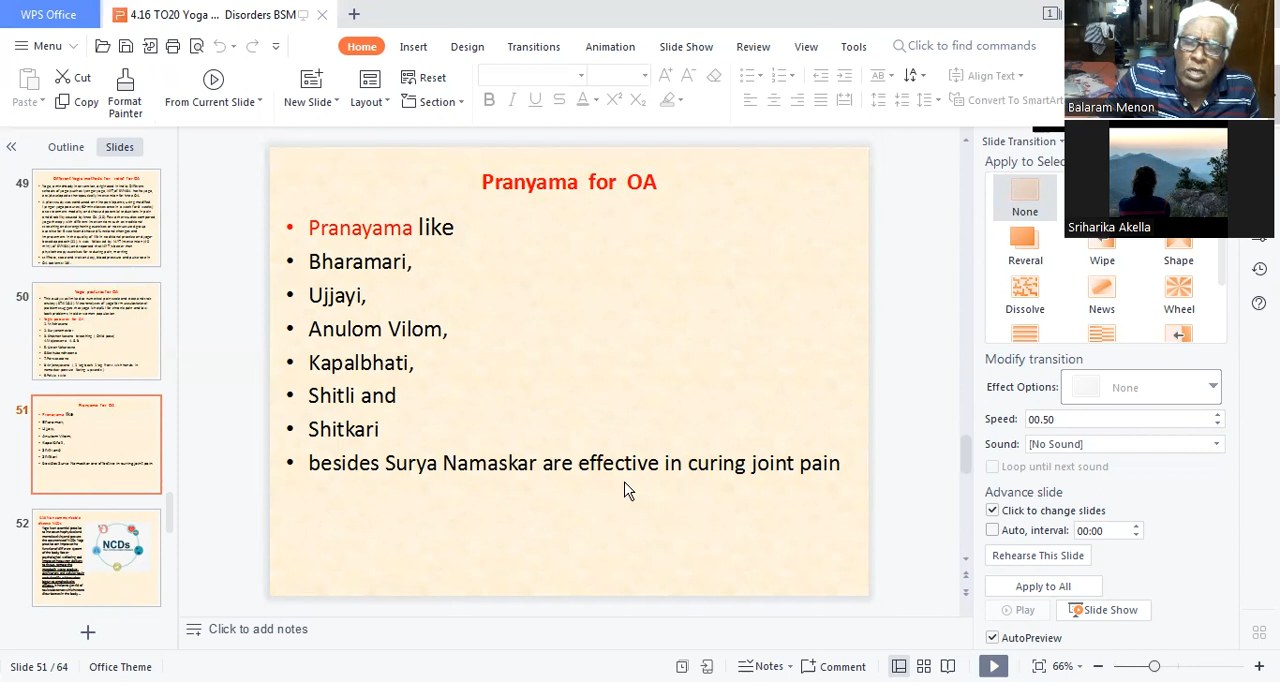 WPS Office
4.16 TO20 Yoga ... Disorders BSM
Menu
Home
Insert
Design
Transitions
Animation
Slide Show
Review
View
Tools
Click to find commands
Paste
Cut
Copy
Format Painter
From Current Slide
New Slide
Layout
Reset
Section
Align Text
Convert To SmartArt
Balaram Menon
Sriharika Akella
Outline
Slides
49
50
51
52
NCDs
Pranyama for OA
• Pranayama like
• Bharamari,
• Ujjayi,
• Anulom Vilom,
• Kapalbhati,
• Shitli and
• Shitkari
• besides Surya Namaskar are effective in curing joint pain
Slide Transition
Apply to Selec
None
Reveral
Wipe
Shape
Dissolve
News
Wheel
Modify transition
Effect Options:
None
Speed:
00.50
Sound:
[No Sound]
Loop until next sound
Advance slide
Click to change slides
Auto, interval:
00:00
Rehearse This Slide
Apply to All
Play
Slide Show
AutoPreview
Click to add notes
Slide 51 / 64
Office Theme
Notes
Comment
66%